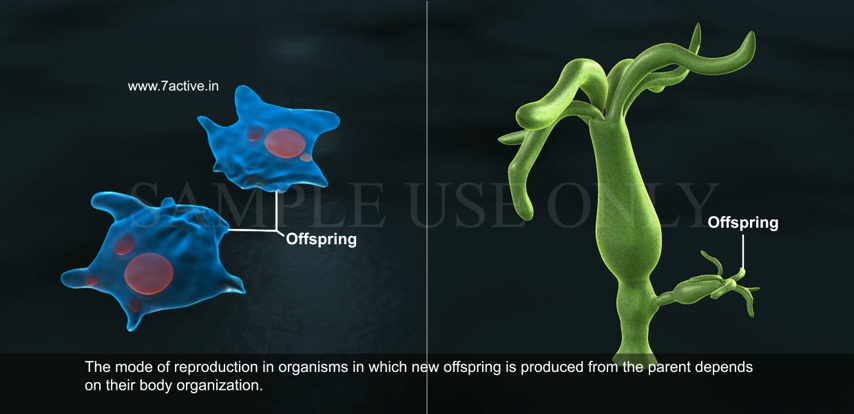 www.7active.in
SAMPLE USE ONLY
Offspring
Offspring
The mode of reproduction in organisms in which new offspring is produced from the parent depends
on their body organization.